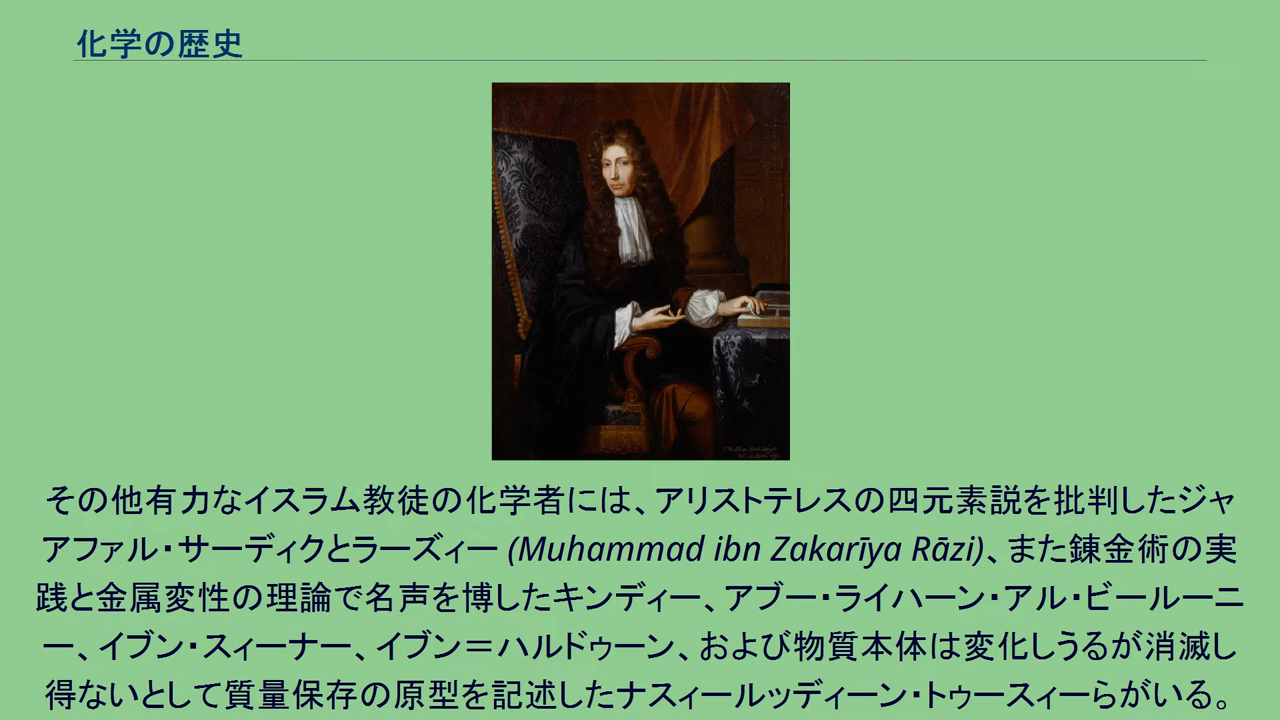 化学の歴史
その他有力なイスラム教徒の化学者には、アリストテレスの四元素説を批判したジャ
アファル・サーディクとラーズィー (Muhammad ibn Zakarīya Rāzi)、また錬金術の実
践と金属変性の理論で名声を博したキンディー、アブー・ライハーン・アル・ビールーニ
ー、イブン・スィーナー、イブン＝ハルドゥーン、および物質本体は変化しうるが消滅し
得ないとして質量保存の原型を記述したナスィールッディーン・トゥースィーらがいる。